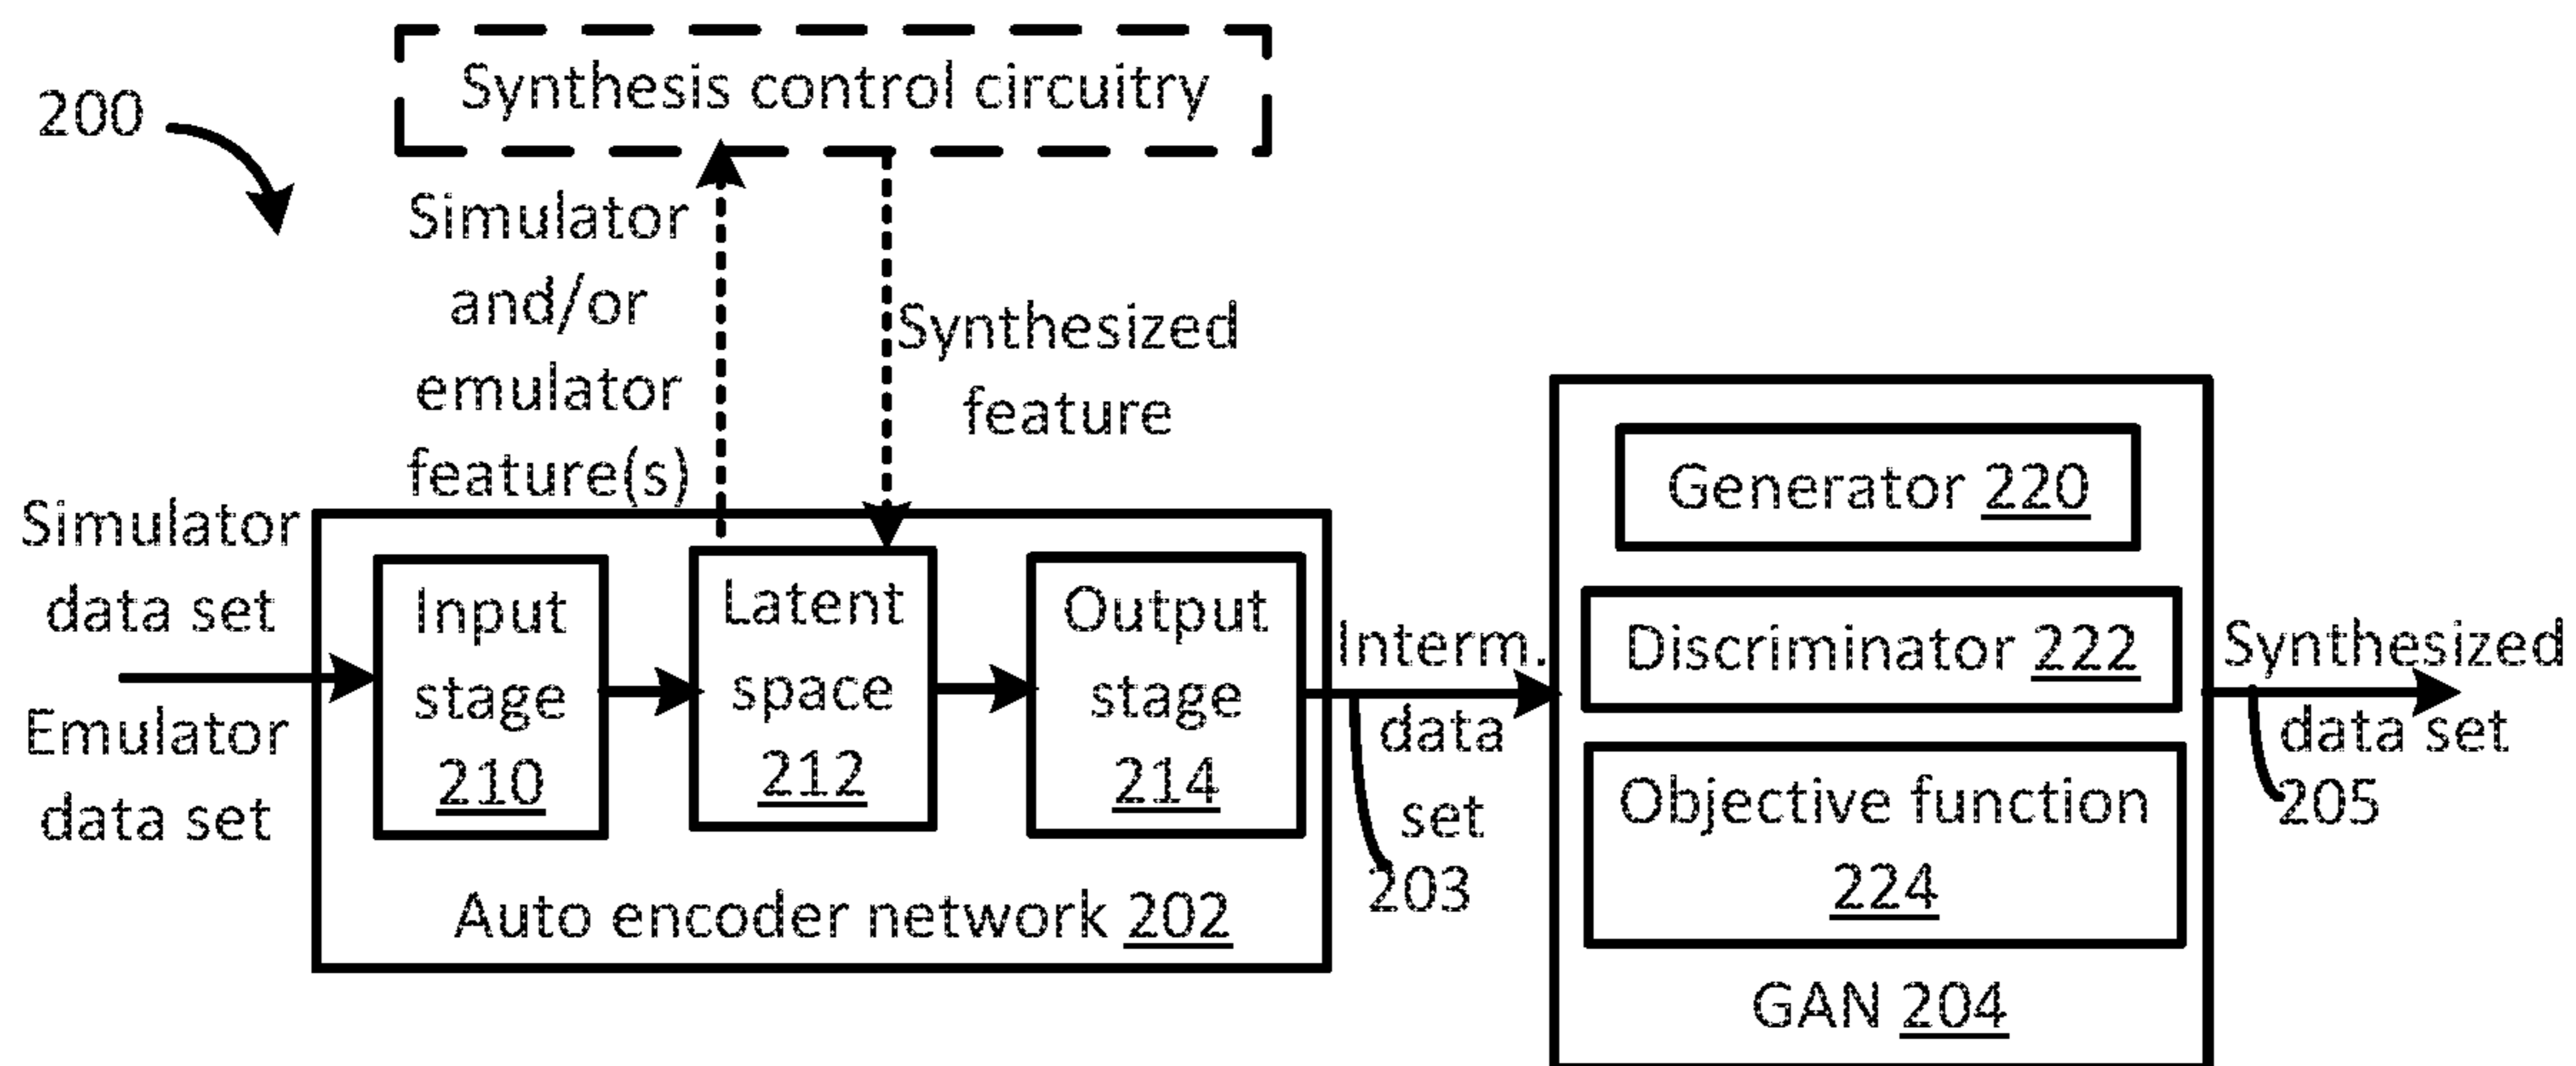 200
Synthesis control circuitry
Simulator
and/or
emulator
feature(s)
Synthesized
feature
Simulator
data set
Emulator
data set
Input
stage
210
Latent
space
212
Output
stage
214
Auto encoder network 202
Interm.
data
set
203
Generator 220
Discriminator 222
Objective function
224
GAN 204
Synthesized
data set
205